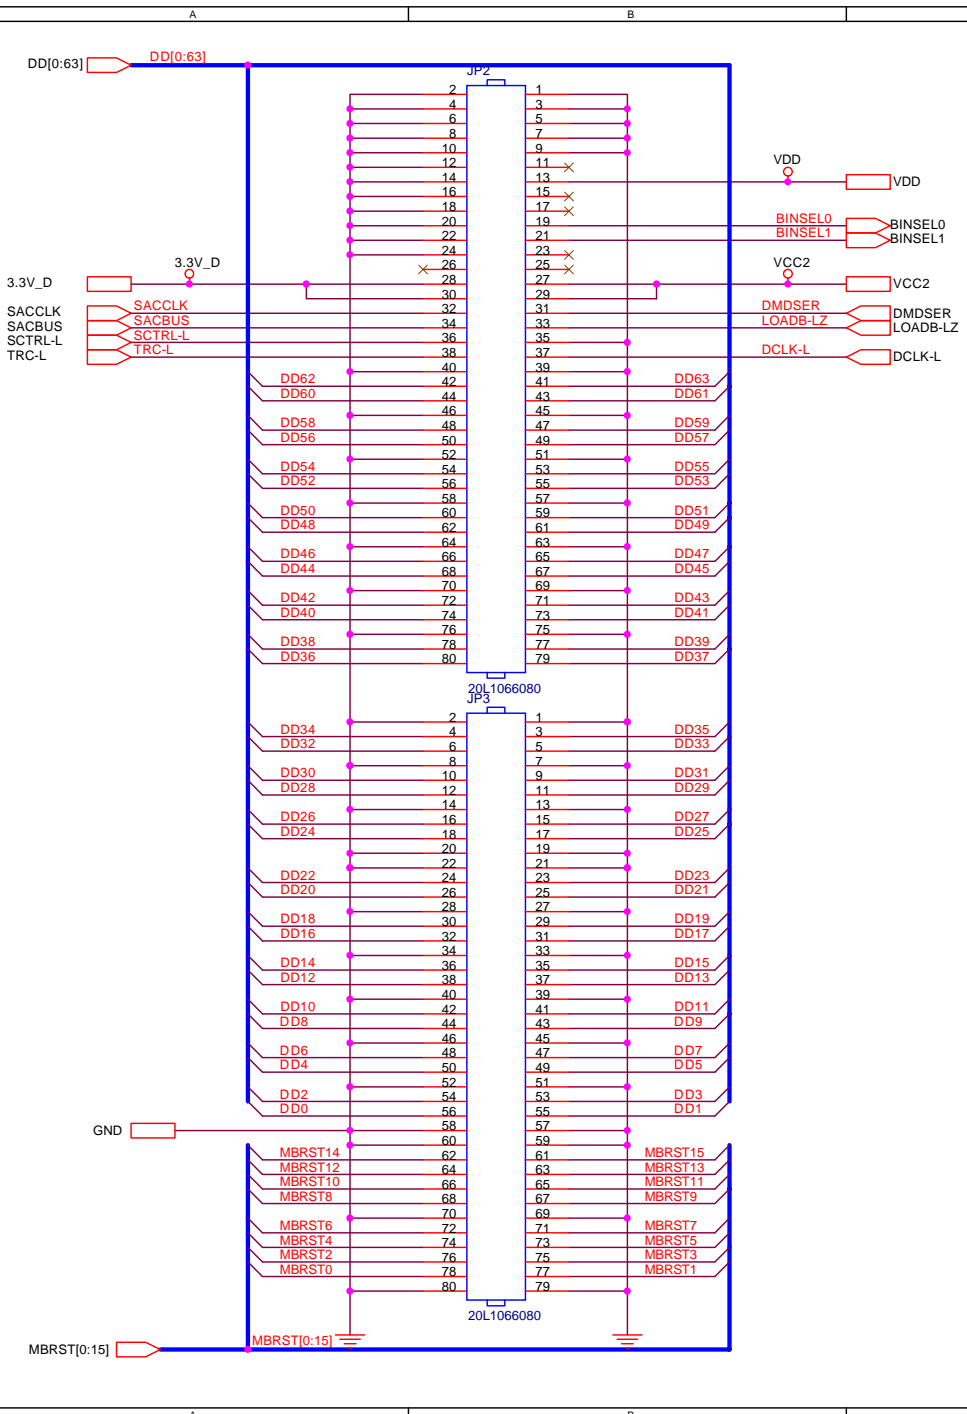 A B
DD[0:63] DD[0:63]
JP2
2 1
4 3
6 5
8 7
10 9
12 11
VDD
14 13 VDD
16 15
18 17
20 19 BINSEL0 BINSEL0
22 21 BINSEL1 BINSEL1
24 23
3.3V_D 26 25 VCC2
3.3V_D 28 27 VCC2
30 29
SACCLK SACCLK 32 31 DMDSER DMDSER
SACBUS SACBUS 34 33 LOADB-LZ LOADB-LZ
SCTRL-L SCTRL-L 36 35
TRC-L TRC-L 38 37 DCLK-L DCLK-L
40 39
DD62 42 41 DD63
DD60 44 43 DD61
46 45
DD58 48 47 DD59
DD56 50 49 DD57
52 51
DD54 54 53 DD55
DD52 56 55 DD53
58 57
DD50 60 59 DD51
DD48 62 61 DD49
64 63
DD46 66 65 DD47
DD44 68 67 DD45
70 69
DD42 72 71 DD43
DD40 74 73 DD41
76 75
DD38 78 77 DD39
DD36 80 79 DD37
20L1066080
JP3
2 1
DD34 4 3 DD35
DD32 6 5 DD33
8 7
DD30 10 9 DD31
DD28 12 11 DD29
14 13
DD26 16 15 DD27
DD24 18 17 DD25
20 19
22 21
DD22 24 23 DD23
DD20 26 25 DD21
28 27
DD18 30 29 DD19
DD16 32 31 DD17
34 33
DD14 36 35 DD15
DD12 38 37 DD13
40 39
DD10 42 41 DD11
DD8 44 43 DD9
46 45
DD6 48 47 DD7
DD4 50 49 DD5
52 51
DD2 54 53 DD3
DD0 56 55 DD1
GND 58 57
60 59
MBRST14 62 61 MBRST15
MBRST12 64 63 MBRST13
MBRST10 66 65 MBRST11
MBRST8 68 67 MBRST9
70 69
MBRST6 72 71 MBRST7
MBRST4 74 73 MBRST5
MBRST2 76 75 MBRST3
MBRST0 78 77 MBRST1
80 79
20L1066080
MBRST[0:15] MBRST[0:15]